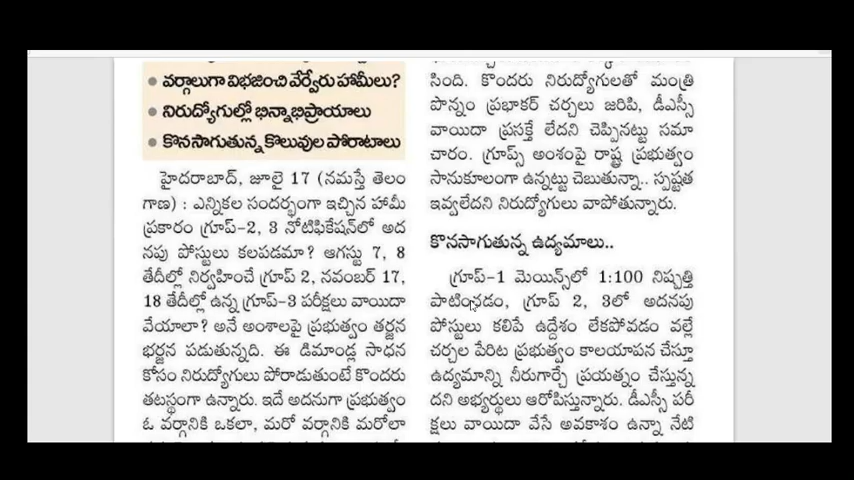 • వర్గాలుగా విభజించి వేర్వేరు హామీలు?
• నిరుద్యోగుల్లో భిన్నాభిప్రాయాలు
• కొనసాగుతున్న కొలువుల పోరాటాలు
హైదరాబాద్, జూలై 17 (నమస్తే తెలం
గాణ) : ఎన్నికల సందర్భంగా ఇచ్చిన హామీ
ప్రకారం గ్రూప్-2, 3 నోటిఫికేషన్‌లో అద
నపు పోస్టులు కలపడమా? ఆగస్టు 7, 8
తేదీల్లో నిర్వహించే గ్రూప్ 2, నవంబర్ 17,
18 తేదీల్లో ఉన్న గ్రూప్-3 పరీక్షలు వాయిదా
వేయాలా? అనే అంశాలపై ప్రభుత్వం తర్జన
భర్జన పడుతున్నది. ఈ డిమాండ్ల సాధన
కోసం నిరుద్యోగులు పోరాడుతుంటే కొందరు
తటస్థంగా ఉన్నారు. ఇదే అదనుగా ప్రభుత్వం
ఓ వర్గానికి ఒకలా, మరో వర్గానికి మరోలా
సింది. కొందరు నిరుద్యోగులతో మంత్రి
పొన్నం ప్రభాకర్ చర్చలు జరిపి, డీఎస్సీ
వాయిదా ప్రసక్తే లేదని చెప్పినట్టు సమా
చారం. గ్రూప్స్ అంశంపై రాష్ట్ర ప్రభుత్వం
సానుకూలంగా ఉన్నట్టు చెబుతున్నా.. స్పష్టత
ఇవ్వలేదని నిరుద్యోగులు వాపోతున్నారు.
కొనసాగుతున్న ఉద్యమాలు..
గ్రూప్-1 మెయిన్స్‌లో 1:100 నిష్పత్తి
పాటించడం, గ్రూప్ 2, 3లో అదనపు
పోస్టులు కలిపే ఉద్దేశం లేకపోవడం వల్లే
చర్చల పేరిట ప్రభుత్వం కాలయాపన చేస్తూ
ఉద్యమాన్ని నీరుగార్చే ప్రయత్నం చేస్తున్న
దని అభ్యర్థులు ఆరోపిస్తున్నారు. డీఎస్సీ పరీ
క్షలు వాయిదా వేసే అవకాశం ఉన్నా నేటి